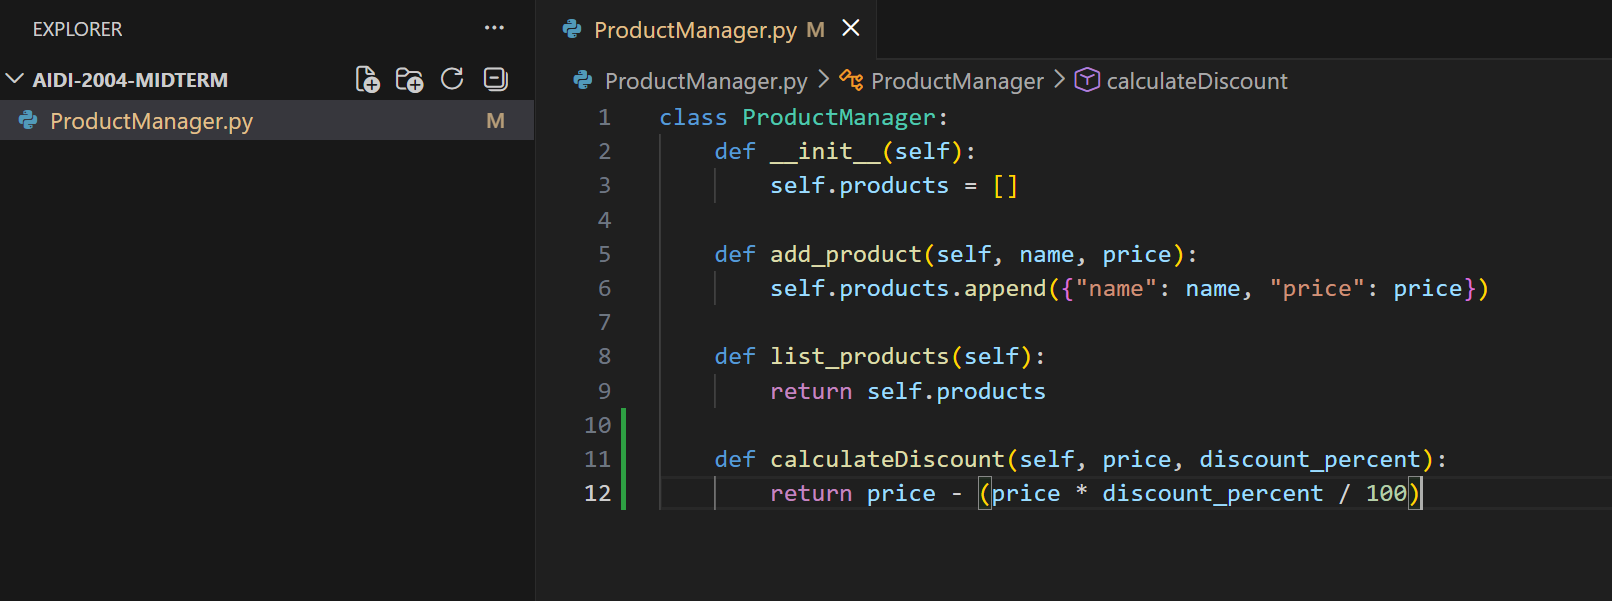 EXPLORER ...
AIDI-2004-MIDTERM
ProductManager.py M
ProductManager.py M
ProductManager.py > ProductManager > calculateDiscount
1 class ProductManager:
2     def __init__(self):
3         self.products = []
4
5     def add_product(self, name, price):
6         self.products.append({"name": name, "price": price})
7
8     def list_products(self):
9         return self.products
10
11     def calculateDiscount(self, price, discount_percent):
12         return price - (price * discount_percent / 100)